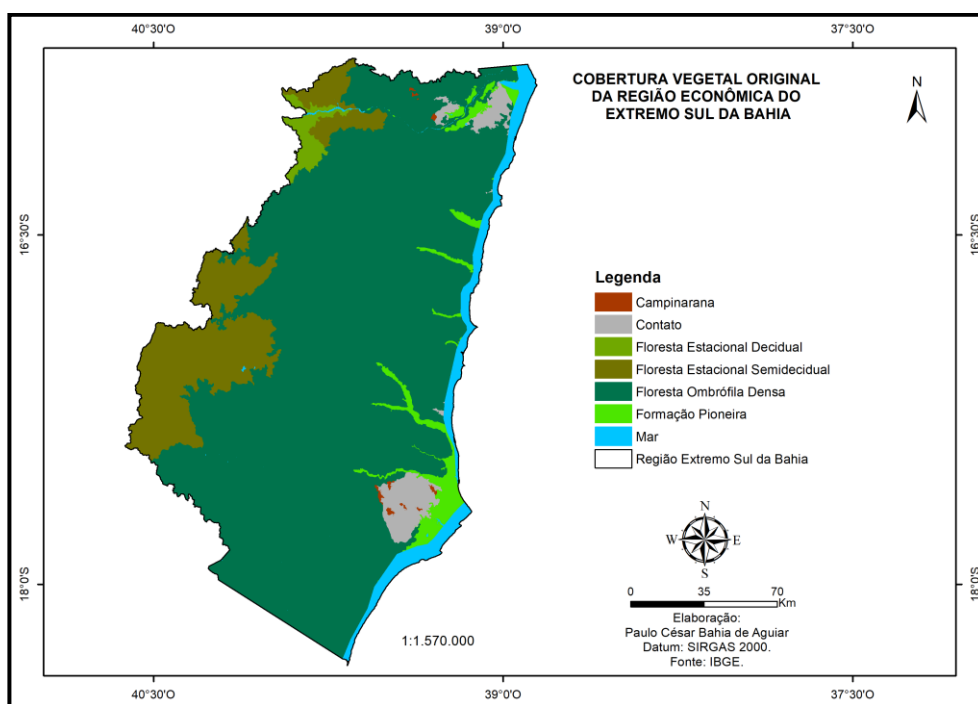 40°30'O
39°0'O
37°30'O
COBERTURA VEGETAL ORIGINAL
DA REGIÃO ECONÔMICA DO
EXTREMO SUL DA BAHIA
N
16°30'S
16°30'S
Legenda
Campinarana
Contato
Floresta Estacional Decidual
Floresta Estacional Semidecidual
Floresta Ombrófila Densa
Formação Pioneira
Mar
Região Extremo Sul da Bahia
N
W
E
S
18°0'S
18°0'S
0
35
70
Km
1:1.570.000
Elaboração:
Paulo César Bahia de Aguiar
Datum: SIRGAS 2000.
Fonte: IBGE.
40°30'O
39°0'O
37°30'O